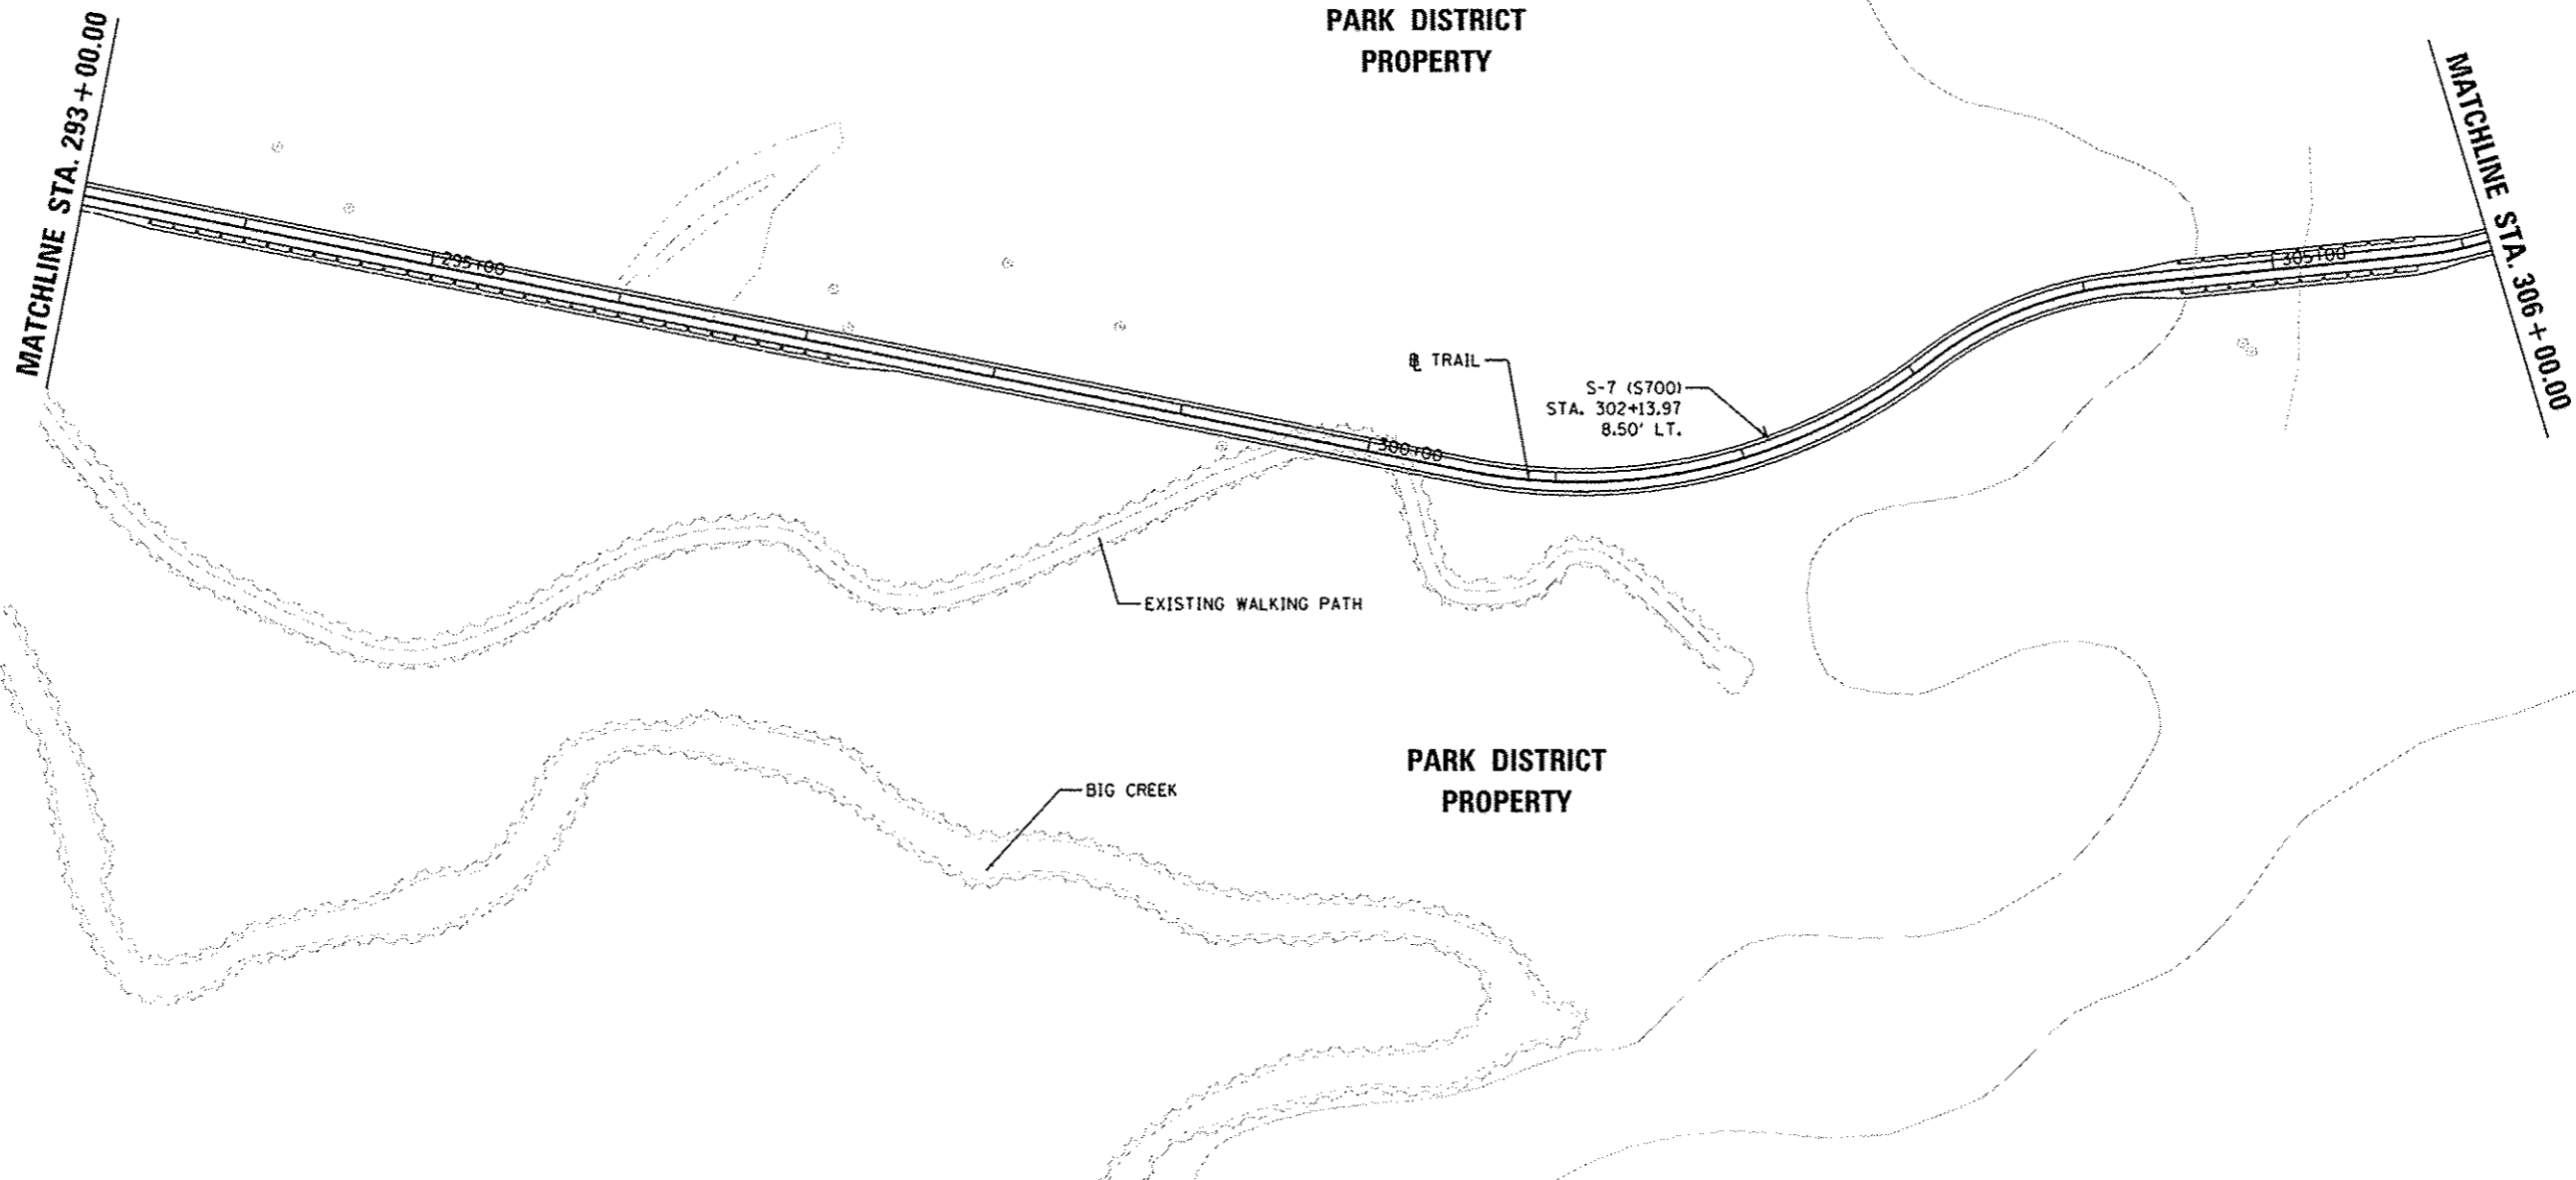 PARK DISTRICT
PROPERTY
MATCHLINE STA. 293+00.00
MATCHLINE STA. 306+00.00
295+00
305+00
℄ TRAIL
S-7 (S700)
STA. 302+13.97
8.50' LT.
300+00
EXISTING WALKING PATH
PARK DISTRICT
PROPERTY
BIG CREEK